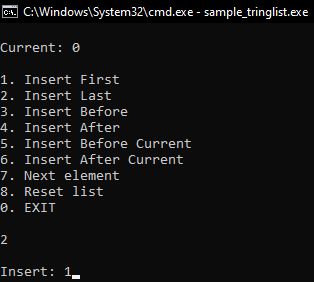 C:\Windows\System32\cmd.exe - sample_tringlist.exe
Current: 0
1. Insert First
2. Insert Last
3. Insert Before
4. Insert After
5. Insert Before Current
6. Insert After Current
7. Next element
8. Reset list
0. EXIT
2
Insert: 1